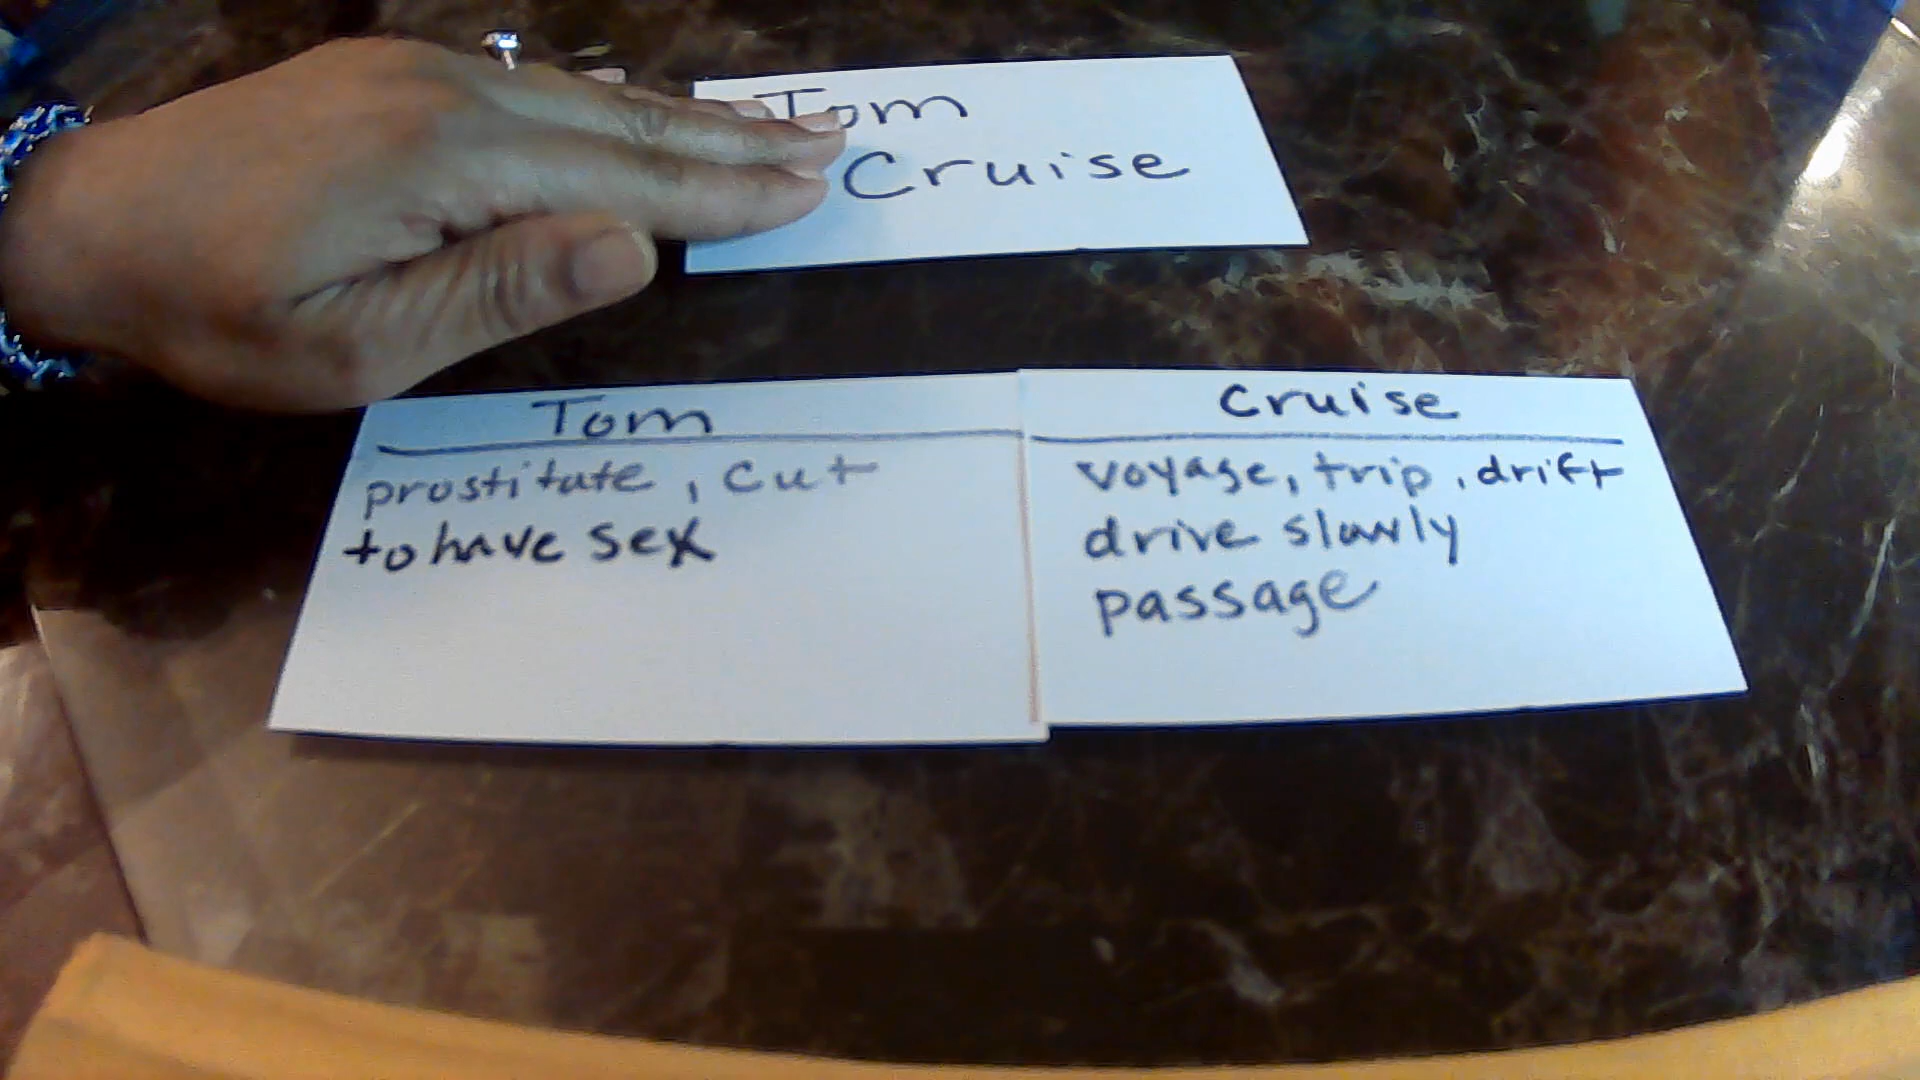 Tom
Cruise
Tom
prostitute, cut
to have sex
Cruise
voyage, trip, drift
drive slowly
passage